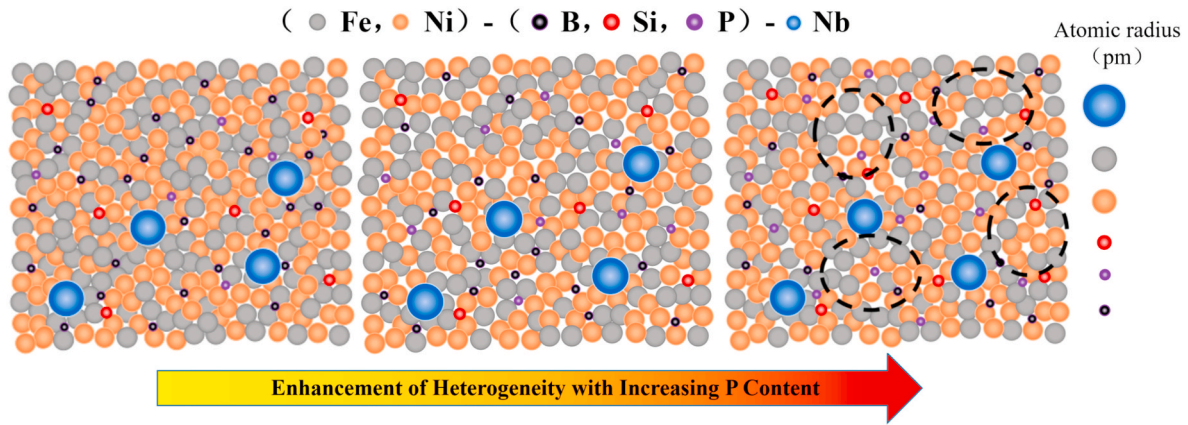 ( Fe, Ni) - ( B, Si, P) - Nb
Atomic radius
(pm)
Enhancement of Heterogeneity with Increasing P Content